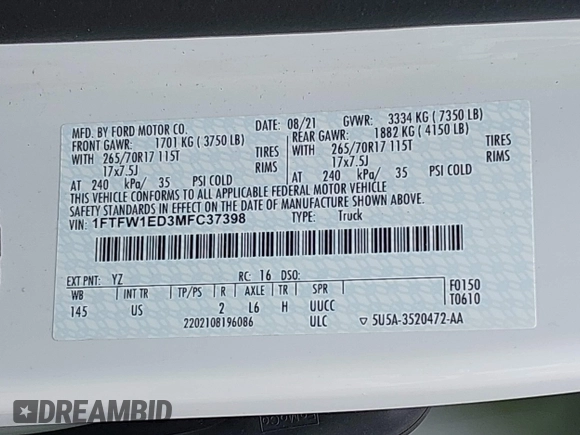 MFD. BY FORD MOTOR CO. DATE: 08/21 GVWR: 3334 KG ( 7350 LB)
FRONT GAWR: 1701 KG ( 3750 LB) REAR GAWR: 1882 KG ( 4150 LB)
WITH 265/70R17 115T TIRES WITH 265/70R17 115T TIRES
17x7.5J RIMS 17x7.5J RIMS
AT 240 kPa/ 35 PSI COLD AT 240 kPa/ 35 PSI COLD
THIS VEHICLE CONFORMS TO ALL APPLICABLE FEDERAL MOTOR VEHICLE
SAFETY STANDARDS IN EFFECT ON THE DATE OF MANUFACTURE SHOWN ABOVE.
VIN: 1FTFW1ED3MFC37398 TYPE: Truck
EXT PNT: YZ RC: 16 DSO:
WB INT TR TP/PS R AXLE TR SPR F0150
145 US 2 L6 H UUCC T0610
2202108196086 ULC ▽ 5U5A-3520472-AA
DREAMBID